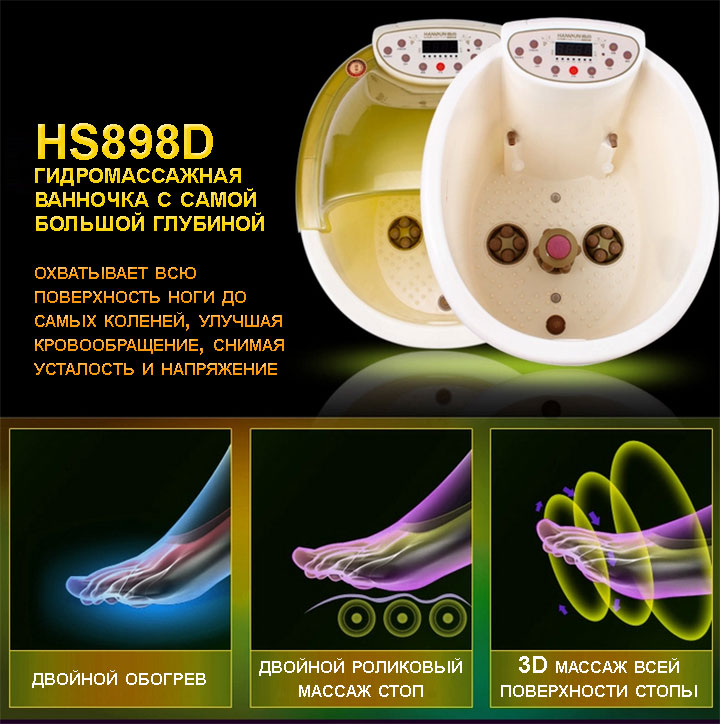 HS898D
ГИДРОМАССАЖНАЯ
ВАННОЧКА С САМОЙ
БОЛЬШОЙ ГЛУБИНОЙ
ОХВАТЫВАЕТ ВСЮ
ПОВЕРХНОСТЬ НОГИ ДО
САМЫХ КОЛЕНЕЙ, УЛУЧШАЯ
КРОВООБРАЩЕНИЕ, СНИМАЯ
УСТАЛОСТЬ И НАПРЯЖЕНИЕ
ДВОЙНОЙ ОБОГРЕВ
ДВОЙНОЙ РОЛИКОВЫЙ
МАССАЖ СТОП
3D МАССАЖ ВСЕЙ
ПОВЕРХНОСТИ СТОПЫ